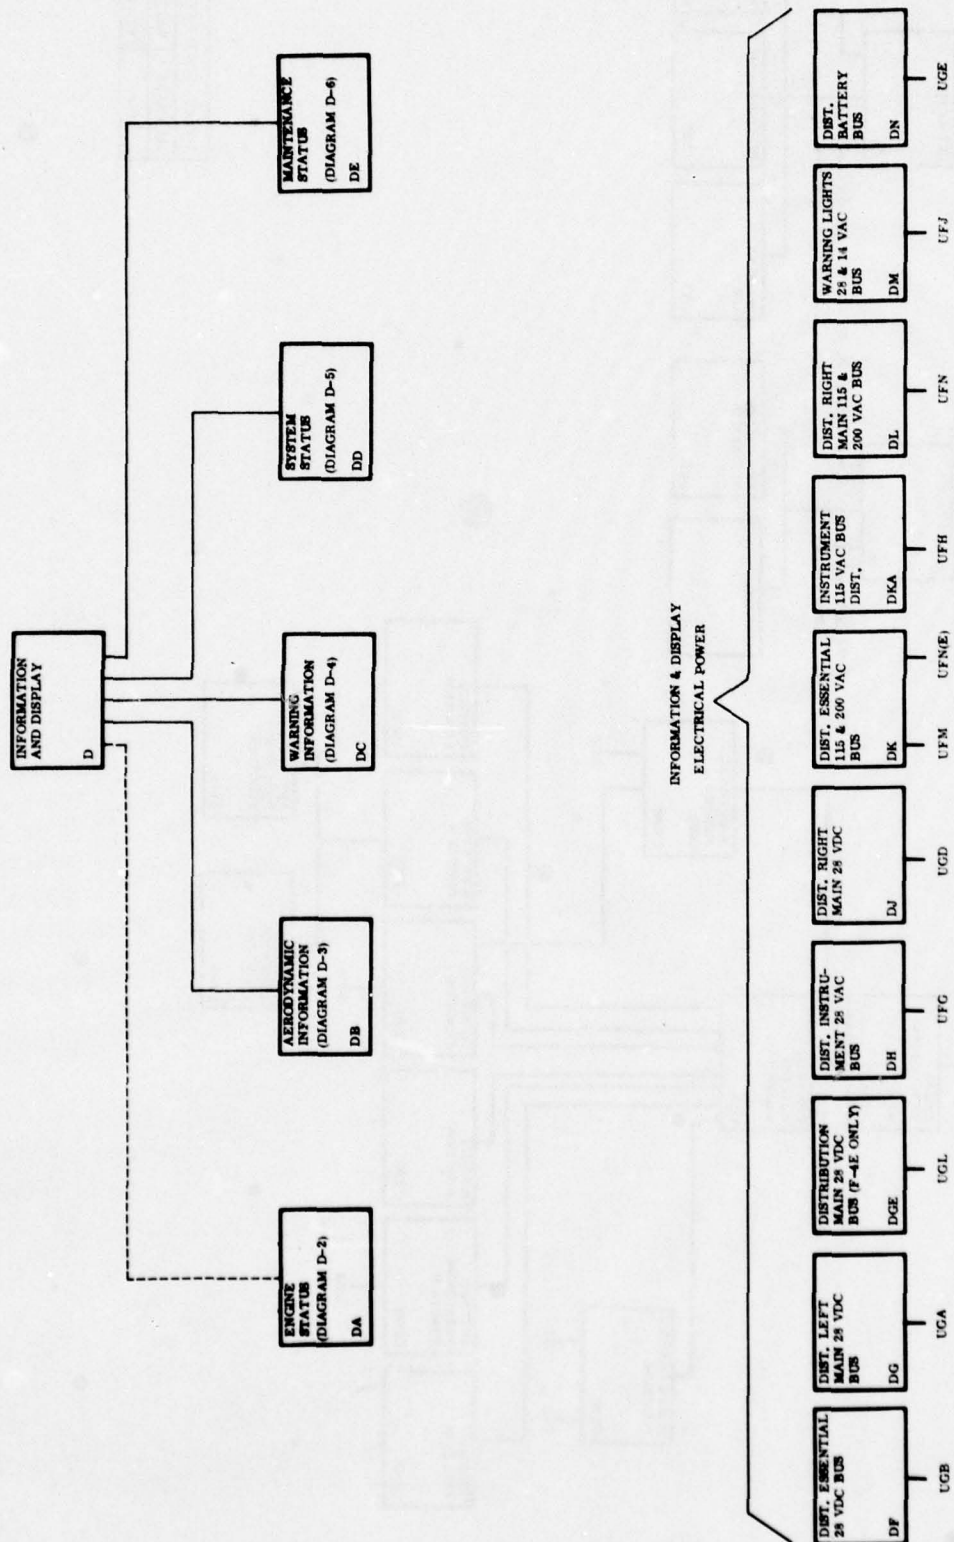 INFORMATION
AND DISPLAY
D
ENGINE
STATUS
(DIAGRAM D-2)
DA
AERODYNAMIC
INFORMATION
(DIAGRAM D-3)
DB
WARNING
INFORMATION
(DIAGRAM D-4)
DC
SYSTEM
STATUS
(DIAGRAM D-5)
DD
MAINTENANCE
STATUS
(DIAGRAM D-6)
DE
INFORMATION & DISPLAY
ELECTRICAL POWER
DIST. ESSENTIAL
28 VDC BUS
DF
UGB
DIST. LEFT
MAIN 28 VDC
BUS
DG
UGA
DISTRIBUTION
MAIN 28 VDC
BUS (F-4E ONLY)
DGE
UGL
DIST. INSTRU-
MENT 28 VAC
BUS
DH
UFG
DIST. RIGHT
MAIN 28 VDC
DJ
UGD
DIST. ESSENTIAL
115 & 200 VAC
BUS
DK
UFM
UFN(E)
INSTRUMENT
115 VAC BUS
DIST.
DKA
UFH
DIST. RIGHT
MAIN 115 &
200 VAC BUS
DL
UFN
WARNING LIGHTS
28 & 14 VAC
BUS
DM
UFJ
DIST.
BATTERY
BUS
DN
UGE